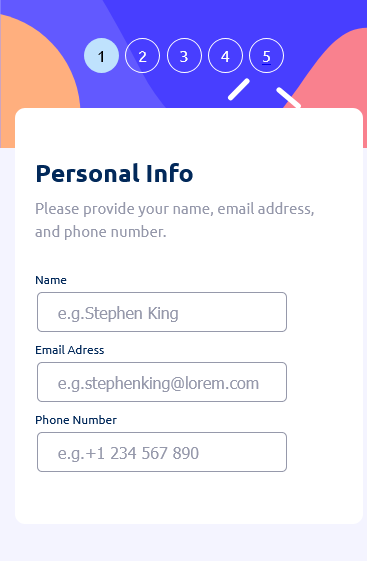 1 2 3 4 5
Personal Info
Please provide your name, email address,
and phone number.
Name
e.g.Stephen King
Email Adress
e.g.stephenking@lorem.com
Phone Number
e.g.+1 234 567 890